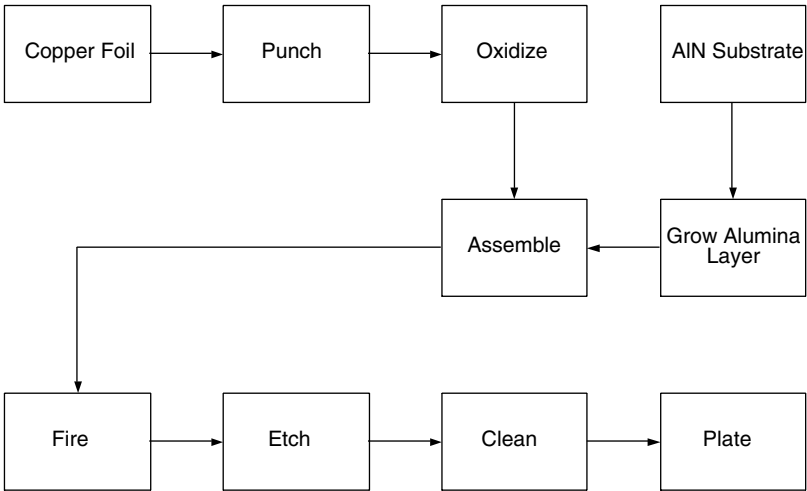 Copper Foil
Punch
Oxidize
AlN Substrate
Assemble
Grow Alumina
Layer
Fire
Etch
Clean
Plate